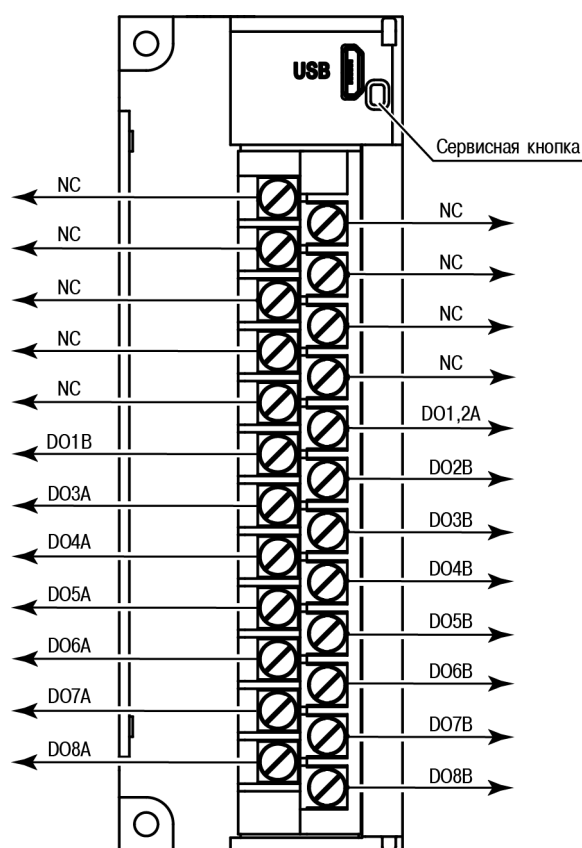 USB
Сервисная кнопка
NC
NC
NC
NC
NC
NC
NC
NC
NC
DO1,2A
DO1B
DO2B
DO3A
DO3B
DO4A
DO4B
DO5A
DO5B
DO6A
DO6B
DO7A
DO7B
DO8A
DO8B